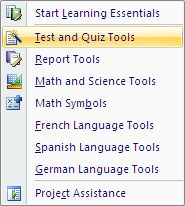 Start Learning Essentials
Test and Quiz Tools
Report Tools
Math and Science Tools
Math Symbols
French Language Tools
Spanish Language Tools
German Language Tools
Project Assistance